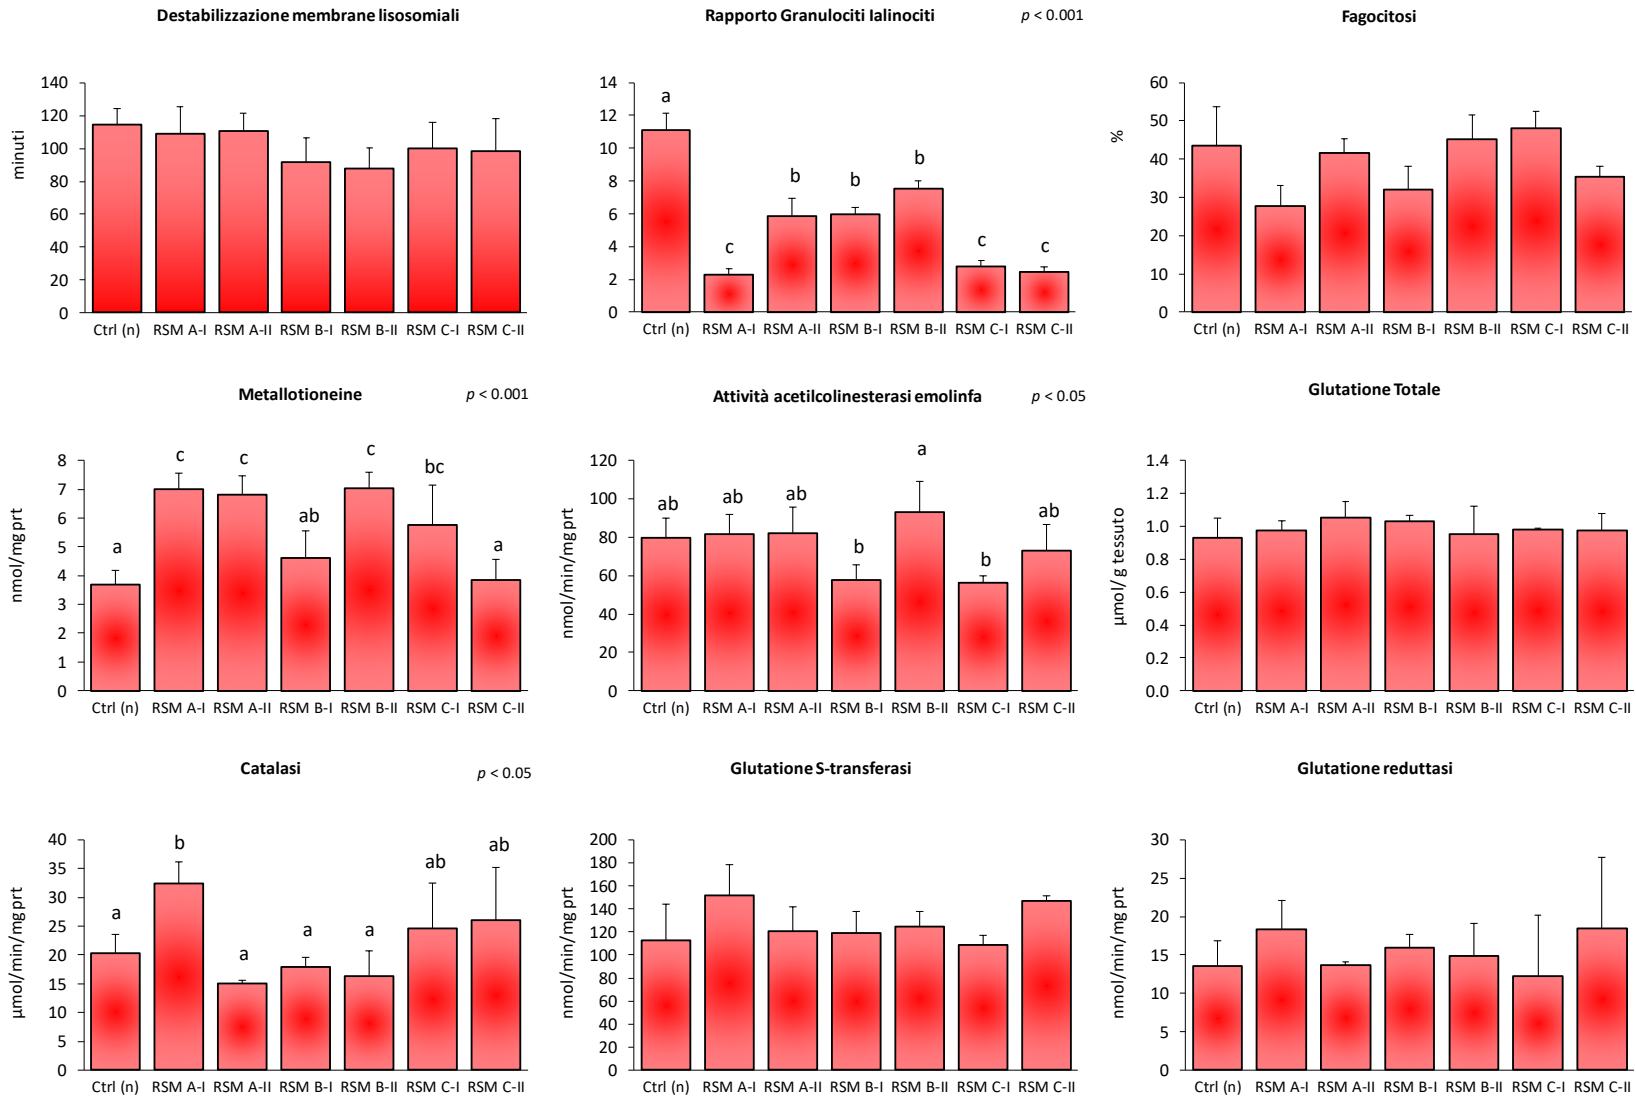 Destabilizzazione membrane lisosomiali
minuti
140
120
100
80
60
40
20
0
Ctrl (n) RSM A-I RSM A-II RSM B-I RSM B-II RSM C-I RSM C-II
Rapporto Granulociti Ialinociti p < 0.001
14
12
10
8
6
4
2
0
a c b b b c c
Ctrl (n) RSM A-I RSM A-II RSM B-I RSM B-II RSM C-I RSM C-II
Fagocitosi
%
60
50
40
30
20
10
0
Ctrl (n) RSM A-I RSM A-II RSM B-I RSM B-II RSM C-I RSM C-II
Metallotioneine p < 0.001
nmol/mg prt
8
7
6
5
4
3
2
1
0
a c c ab c bc a
Ctrl (n) RSM A-I RSM A-II RSM B-I RSM B-II RSM C-I RSM C-II
Attività acetilcolinesterasi emolinfa p < 0.05
nmol/min/mg prt
120
100
80
60
40
20
0
ab ab ab b a b ab
Ctrl (n) RSM A-I RSM A-II RSM B-I RSM B-II RSM C-I RSM C-II
Glutatione Totale
µmol/ g tessuto
1.4
1.2
1.0
0.8
0.6
0.4
0.2
0.0
Ctrl (n) RSM A-I RSM A-II RSM B-I RSM B-II RSM C-I RSM C-II
Catalasi p < 0.05
µmol/min/mg prt
40
35
30
25
20
15
10
5
0
a b a a a ab ab
Ctrl (n) RSM A-I RSM A-II RSM B-I RSM B-II RSM C-I RSM C-II
Glutatione S-transferasi
nmol/min/mg prt
200
180
160
140
120
100
80
60
40
20
0
Ctrl (n) RSM A-I RSM A-II RSM B-I RSM B-II RSM C-I RSM C-II
Glutatione reduttasi
nmol/min/mg prt
30
25
20
15
10
5
0
Ctrl (n) RSM A-I RSM A-II RSM B-I RSM B-II RSM C-I RSM C-II